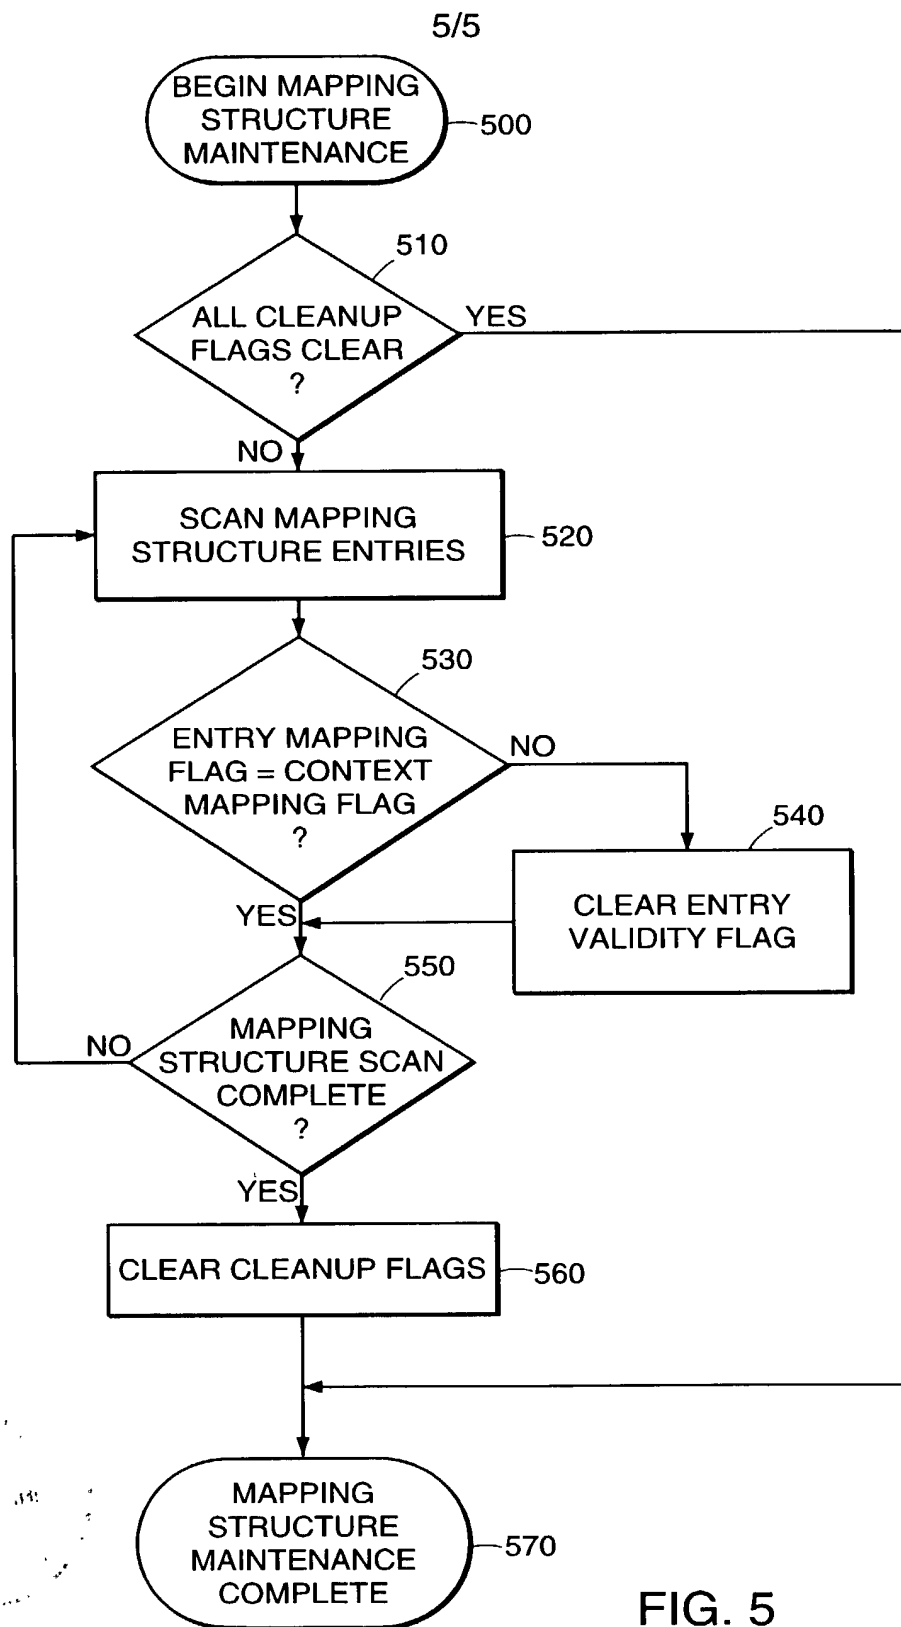 5/5
BEGIN MAPPING
STRUCTURE
MAINTENANCE
500
510
ALL CLEANUP
FLAGS CLEAR
?
YES
NO
SCAN MAPPING
STRUCTURE ENTRIES
520
530
ENTRY MAPPING
FLAG = CONTEXT
MAPPING FLAG
?
NO
540
CLEAR ENTRY
VALIDITY FLAG
YES
550
MAPPING
STRUCTURE SCAN
COMPLETE
?
NO
YES
CLEAR CLEANUP FLAGS
560
MAPPING
STRUCTURE
MAINTENANCE
COMPLETE
570
FIG. 5